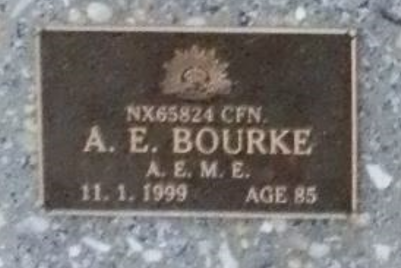 NX65824 CFN.
A. E. BOURKE
A. E. M. E.
11. 1. 1999 AGE 85